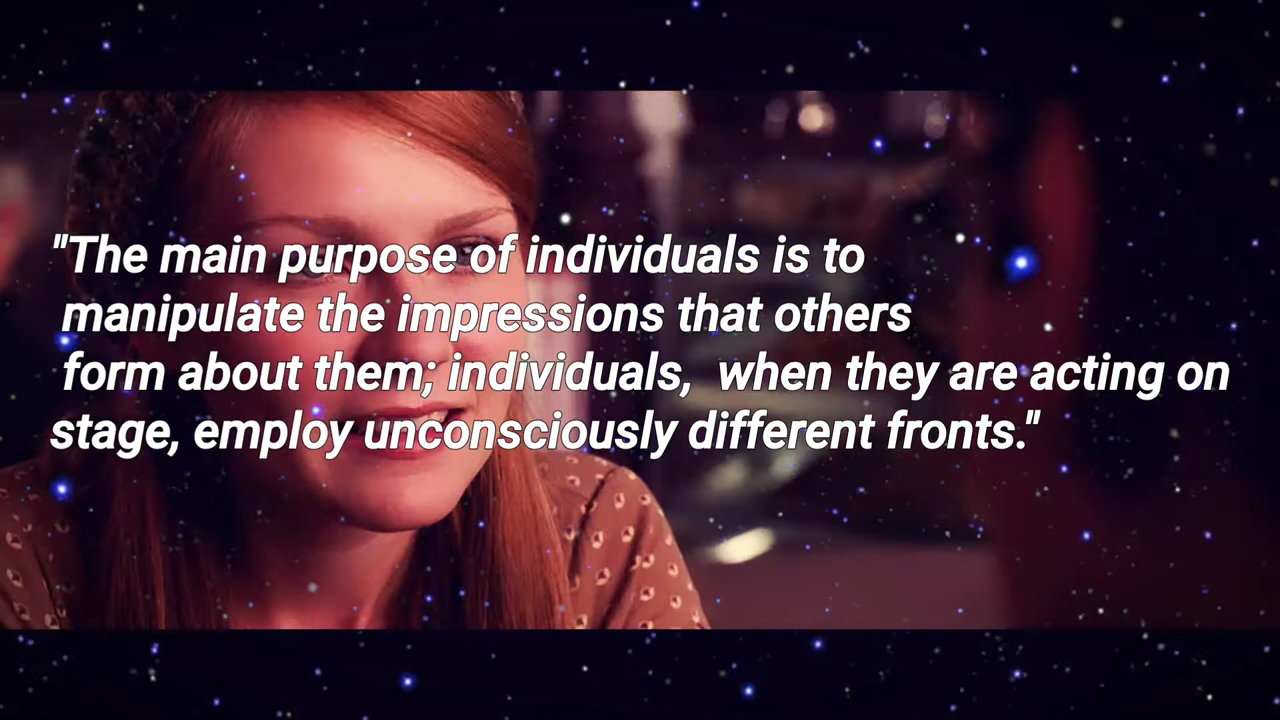 "The main purpose of individuals is to
manipulate the impressions that others
form about them; individuals,  when they are acting on
stage, employ unconsciously different fronts."